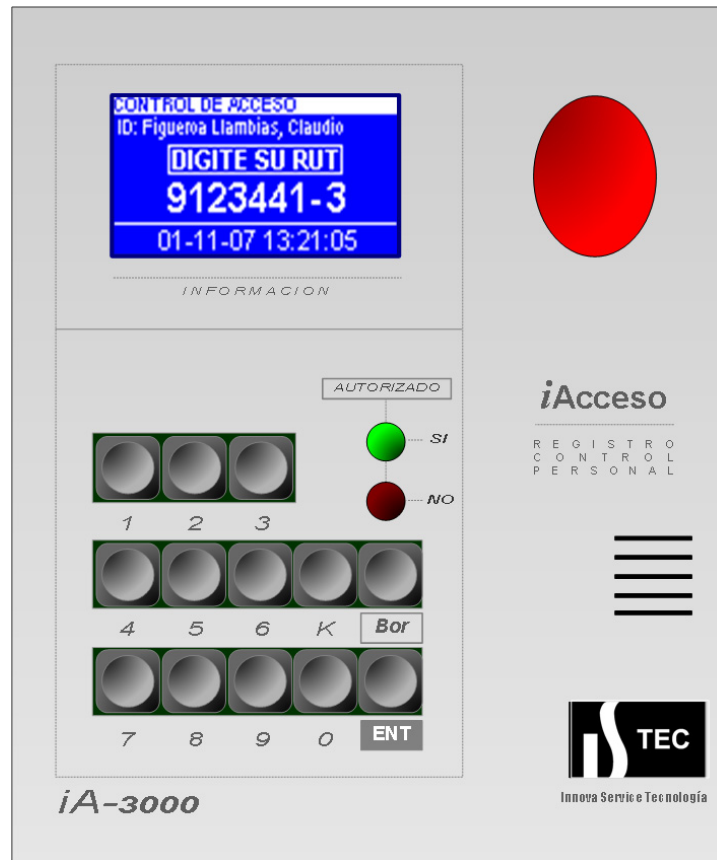 CONTROL DE ACCESO
ID: Figueroa Llambias, Claudio
DIGITE SU RUT
9123441-3
01-11-07 13:21:05
INFORMACION
AUTORIZADO
SI
NO
iAcceso
REGISTRO
CONTROL
PERSONAL
1 2 3
4 5 6 K Bor
7 8 9 0 ENT
iA-3000
iS TEC
Innova Service Tecnología